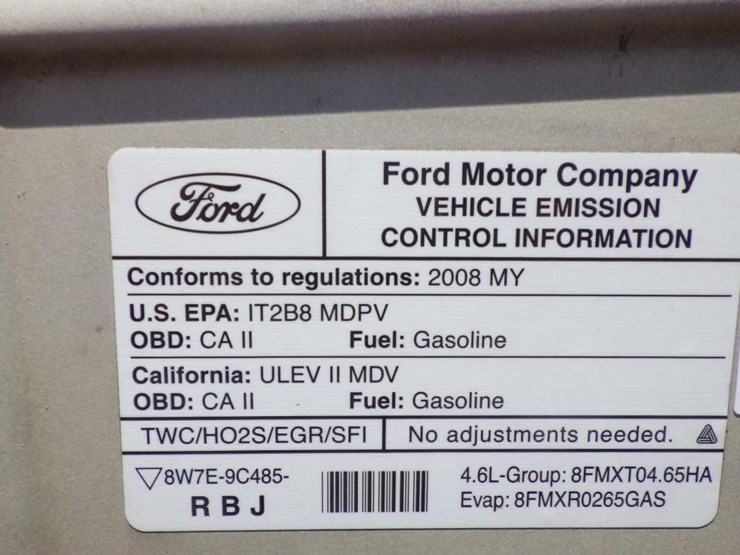 Ford
Ford Motor Company
VEHICLE EMISSION
CONTROL INFORMATION
Conforms to regulations: 2008 MY
U.S. EPA: IT2B8 MDPV
OBD: CA II Fuel: Gasoline
California: ULEV II MDV
OBD: CA II Fuel: Gasoline
TWC/HO2S/EGR/SFI No adjustments needed.
8W7E-9C485-
RBJ
4.6L-Group: 8FMXT04.65HA
Evap: 8FMXR0265GAS